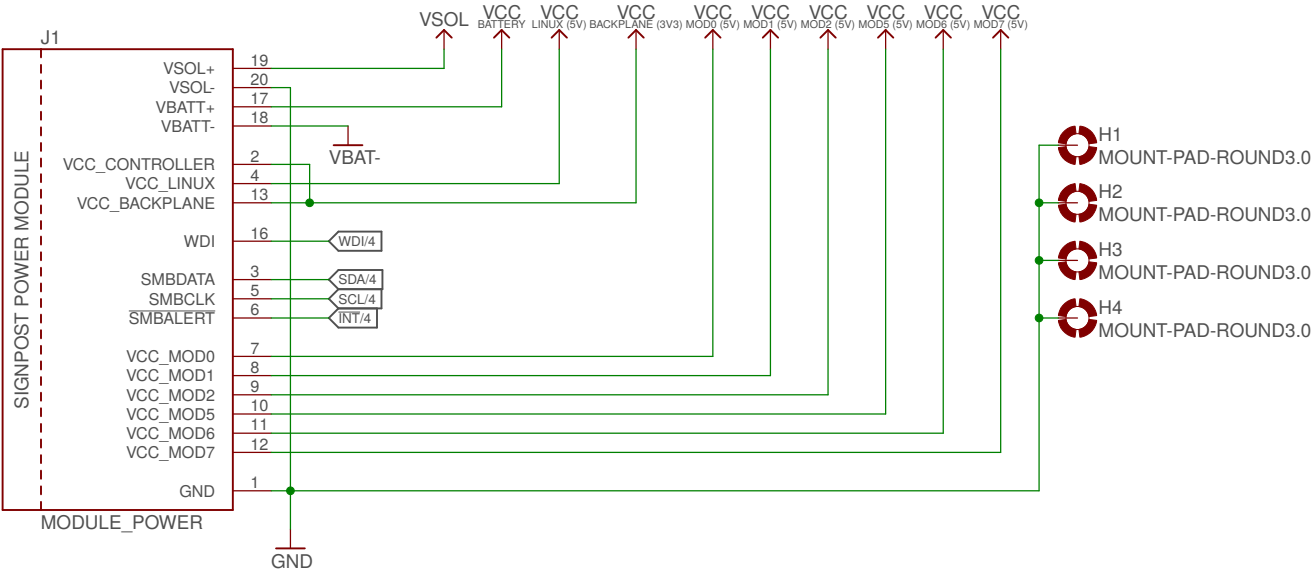 VSOL
VCC
BATTERY
VCC
LINUX (5V)
VCC
BACKPLANE (3V3)
VCC
MOD0 (5V)
VCC
MOD1 (5V)
VCC
MOD2 (5V)
VCC
MOD5 (5V)
VCC
MOD6 (5V)
VCC
MOD7 (5V)
J1
SIGNPOST POWER MODULE
VSOL+ 19
VSOL- 20
VBATT+ 17
VBATT- 18
VBAT-
VCC_CONTROLLER 2
VCC_LINUX 4
VCC_BACKPLANE 13
WDI 16 WDI/4
SMBDATA 3 SDA/4
SMBCLK 5 SCL/4
SMBALERT 6 INT/4
VCC_MOD0 7
VCC_MOD1 8
VCC_MOD2 9
VCC_MOD5 10
VCC_MOD6 11
VCC_MOD7 12
GND 1
MODULE_POWER
GND
H1
MOUNT-PAD-ROUND3.0
H2
MOUNT-PAD-ROUND3.0
H3
MOUNT-PAD-ROUND3.0
H4
MOUNT-PAD-ROUND3.0